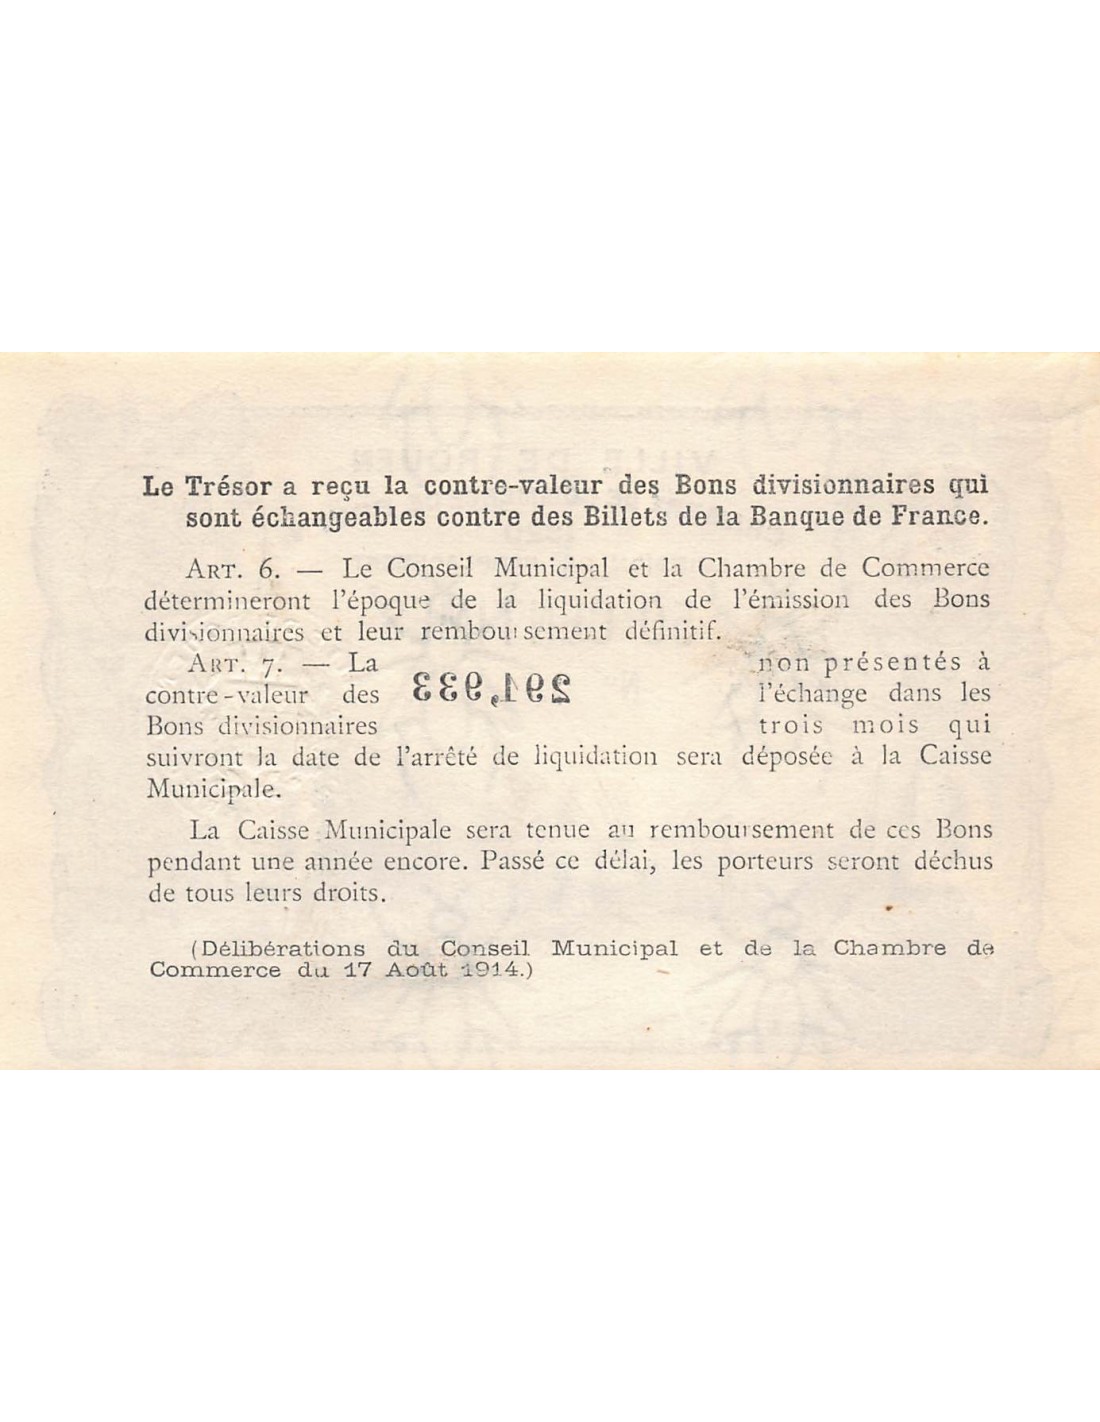 VILLE DE ROUEN
Le Trésor a reçu la contre-valeur des Bons divisionnaires qui
sont échangeables contre des Billets de la Banque de France.
ART. 6. — Le Conseil Municipal et la Chambre de Commerce
détermineront l'époque de la liquidation de l'émission des Bons
divisionnaires et leur remboursement définitif.
ART. 7. — La
contre-valeur des
Bons divisionnaires
291,933
non présentés à
l'échange dans les
trois mois qui
suivront la date de l'arrêté de liquidation sera déposée à la Caisse
Municipale.
La Caisse Municipale sera tenue au remboursement de ces Bons
pendant une année encore. Passé ce délai, les porteurs seront déchus
de tous leurs droits.
(Délibérations du Conseil Municipal et de la Chambre de
Commerce du 17 Août 1914.)